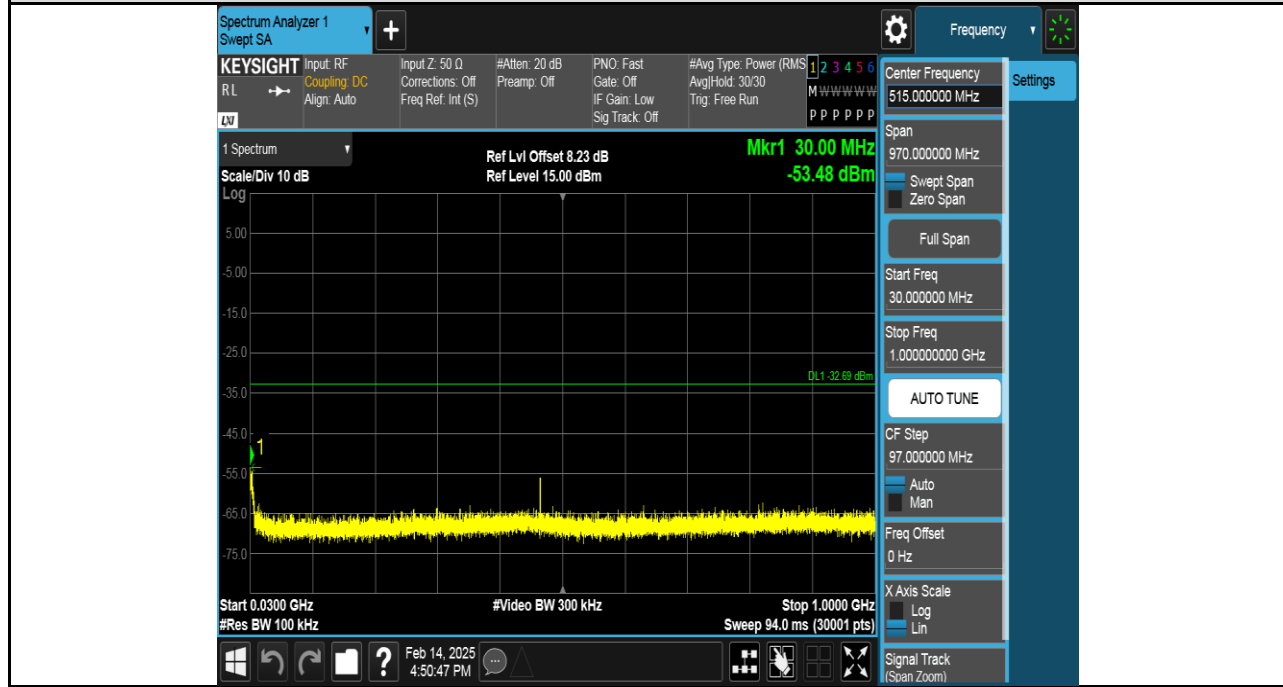 Spectrum Analyzer 1
Swept SA
+
Frequency
KEYSIGHT
RL
LXI
Input: RF
Coupling: DC
Align: Auto
Input Z: 50 Ω
Corrections: Off
Freq Ref: Int (S)
#Atten: 20 dB
Preamp: Off
PNO: Fast
Gate: Off
IF Gain: Low
Sig Track: Off
#Avg Type: Power (RMS
Avg|Hold: 30/30
Trig: Free Run
1 2 3 4 5 6
M W W W W W
P P P P P P
1 Spectrum
Scale/Div 10 dB
Log
Ref Lvl Offset 8.23 dB
Ref Level 15.00 dBm
Mkr1 30.00 MHz
-53.48 dBm
5.00
-5.00
-15.0
-25.0
DL1 -32.69 dBm
-35.0
-45.0
1
-55.0
-65.0
-75.0
Start 0.0300 GHz
#Res BW 100 kHz
#Video BW 300 kHz
Stop 1.0000 GHz
Sweep 94.0 ms (30001 pts)
?
Feb 14, 2025
4:50:47 PM
Center Frequency
515.000000 MHz
Settings
Span
970.000000 MHz
Swept Span
Zero Span
Full Span
Start Freq
30.000000 MHz
Stop Freq
1.000000000 GHz
AUTO TUNE
CF Step
97.000000 MHz
Auto
Man
Freq Offset
0 Hz
X Axis Scale
Log
Lin
Signal Track
(Span Zoom)